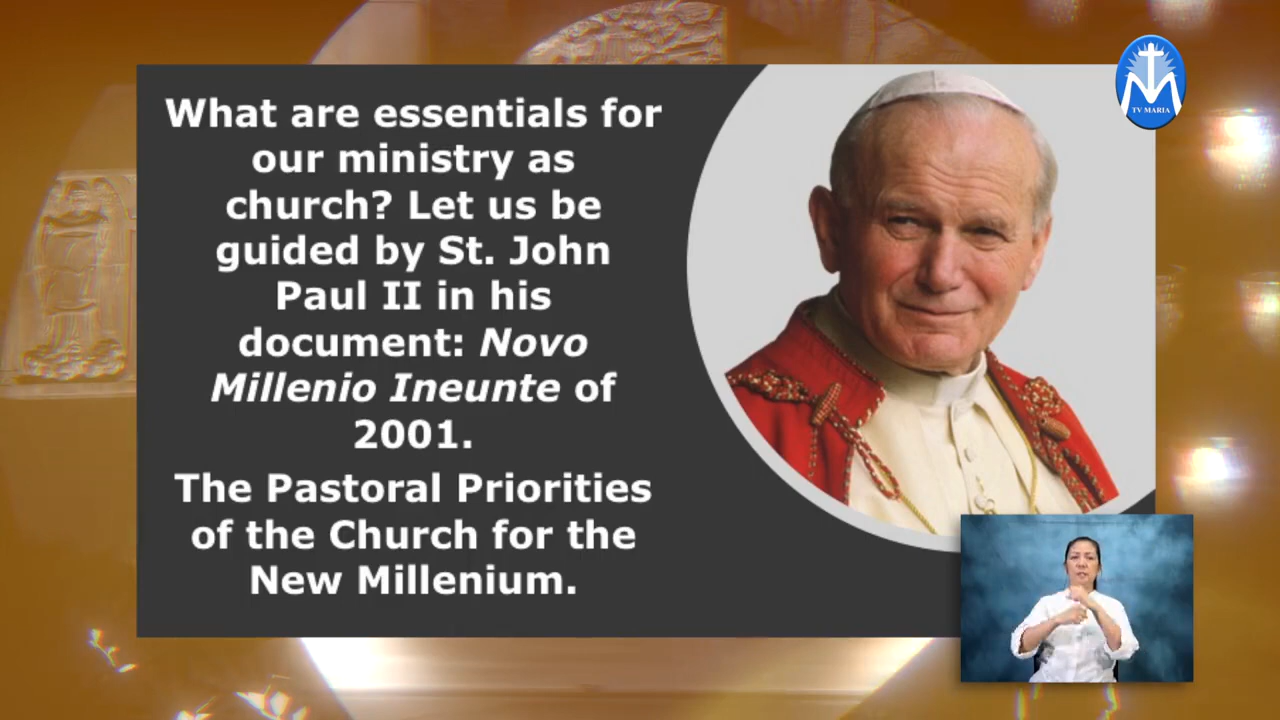 What are essentials for
our ministry as
church? Let us be
guided by St. John
Paul II in his
document: Novo
Millenio Ineunte of
2001.
The Pastoral Priorities
of the Church for the
New Millenium.
TV MARIA